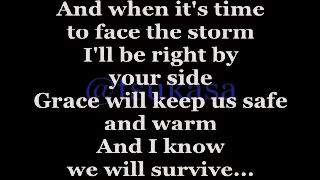 And when it's time
to face the storm
I'll be right by
your side
Grace will keep us safe
and warm
And I know
we will survive...